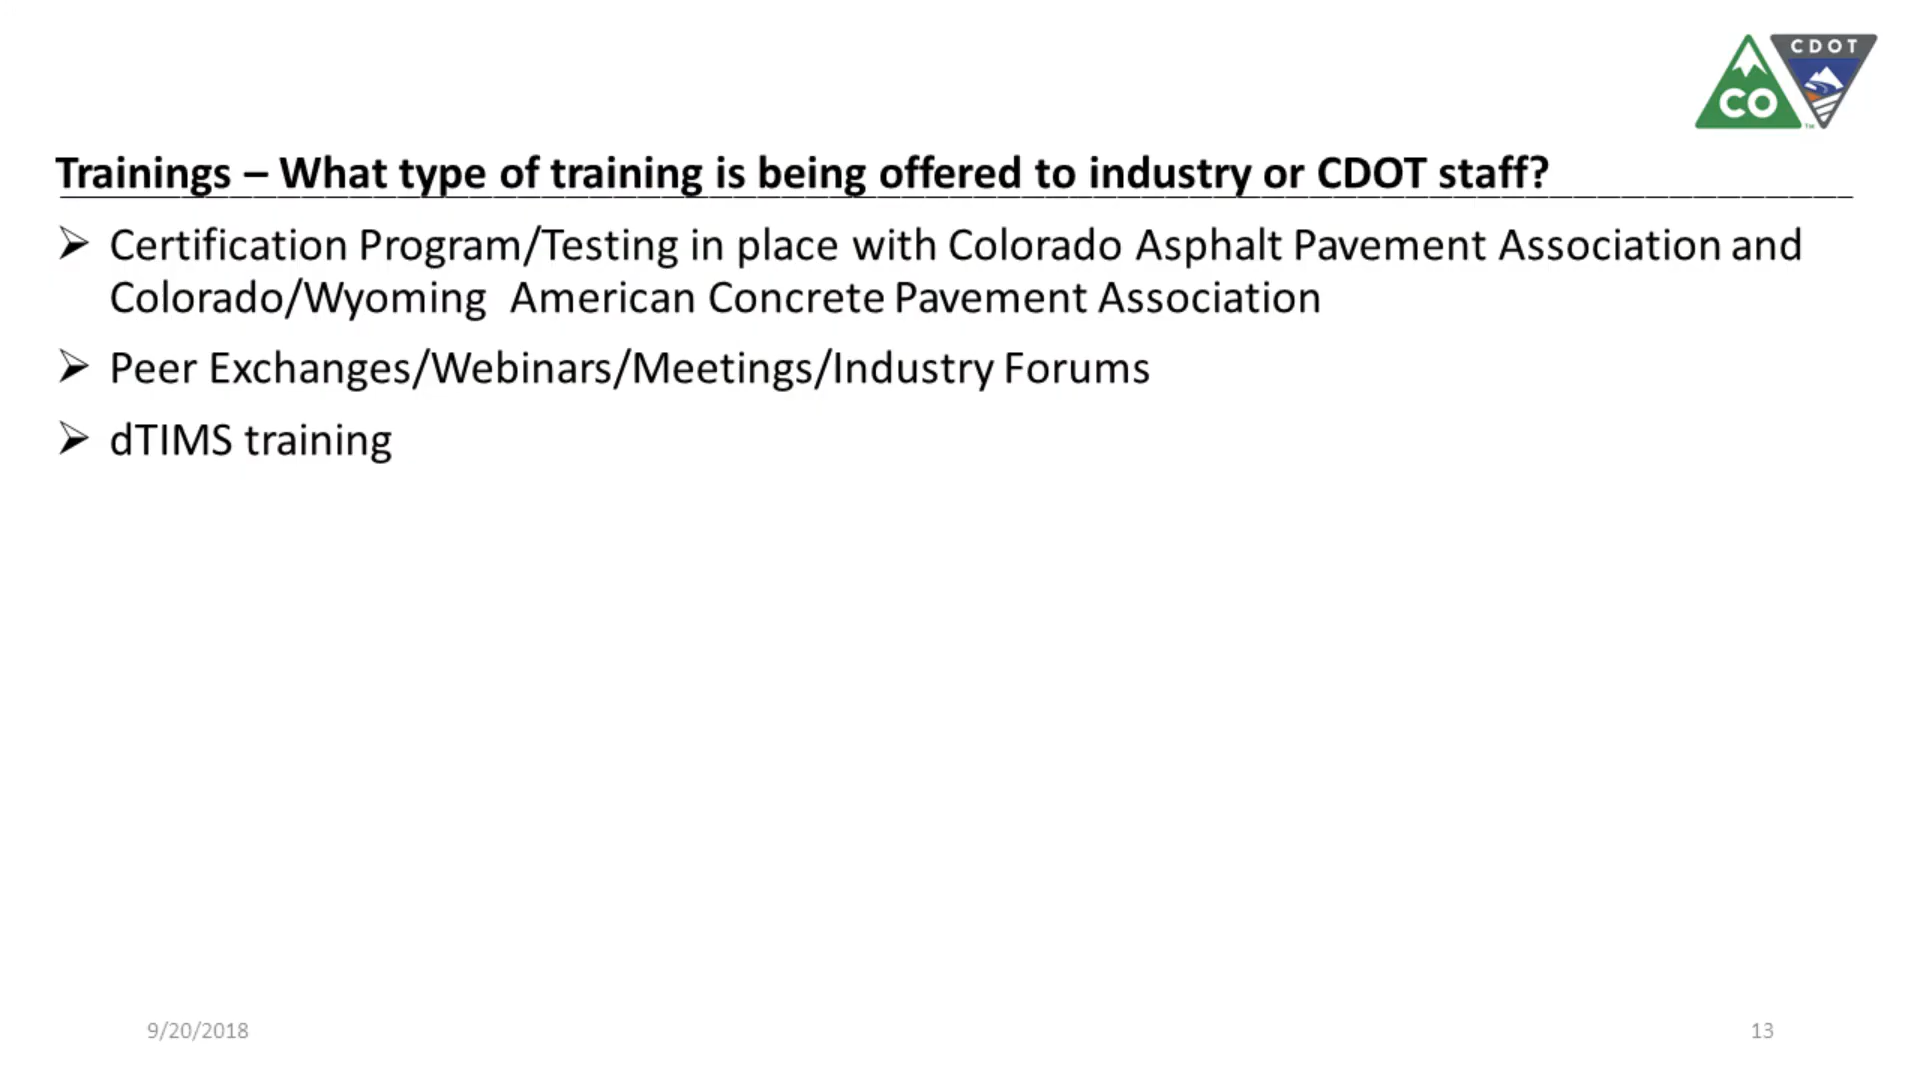 CDOT
CO
TM
Trainings – What type of training is being offered to industry or CDOT staff?
➢ Certification Program/Testing in place with Colorado Asphalt Pavement Association and
Colorado/Wyoming  American Concrete Pavement Association
➢ Peer Exchanges/Webinars/Meetings/Industry Forums
➢ dTIMS training
9/20/2018
13